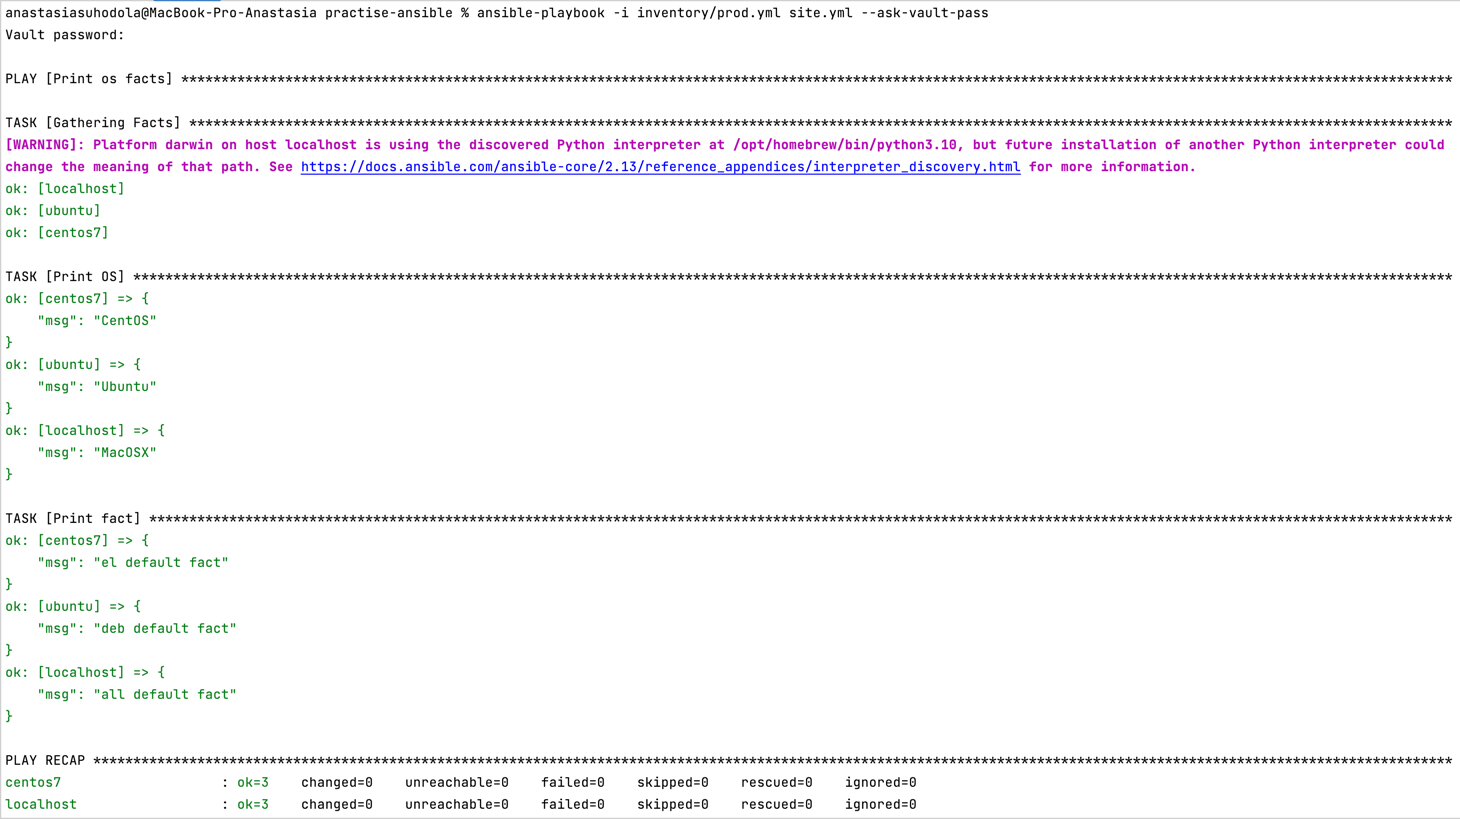 anastasiasuhodola@MacBook-Pro-Anastasia practise-ansible % ansible-playbook -i inventory/prod.yml site.yml --ask-vault-pass
Vault password:
PLAY [Print os facts] ***************************************************************************************************************************************************************
TASK [Gathering Facts] **************************************************************************************************************************************************************
[WARNING]: Platform darwin on host localhost is using the discovered Python interpreter at /opt/homebrew/bin/python3.10, but future installation of another Python interpreter could
change the meaning of that path. See https://docs.ansible.com/ansible-core/2.13/reference_appendices/interpreter_discovery.html for more information.
ok: [localhost]
ok: [ubuntu]
ok: [centos7]
TASK [Print OS] *********************************************************************************************************************************************************************
ok: [centos7] => {
    "msg": "CentOS"
}
ok: [ubuntu] => {
    "msg": "Ubuntu"
}
ok: [localhost] => {
    "msg": "MacOSX"
}
TASK [Print fact] *******************************************************************************************************************************************************************
ok: [centos7] => {
    "msg": "el default fact"
}
ok: [ubuntu] => {
    "msg": "deb default fact"
}
ok: [localhost] => {
    "msg": "all default fact"
}
PLAY RECAP **************************************************************************************************************************************************************************
centos7                    : ok=3    changed=0    unreachable=0    failed=0    skipped=0    rescued=0    ignored=0
localhost                  : ok=3    changed=0    unreachable=0    failed=0    skipped=0    rescued=0    ignored=0